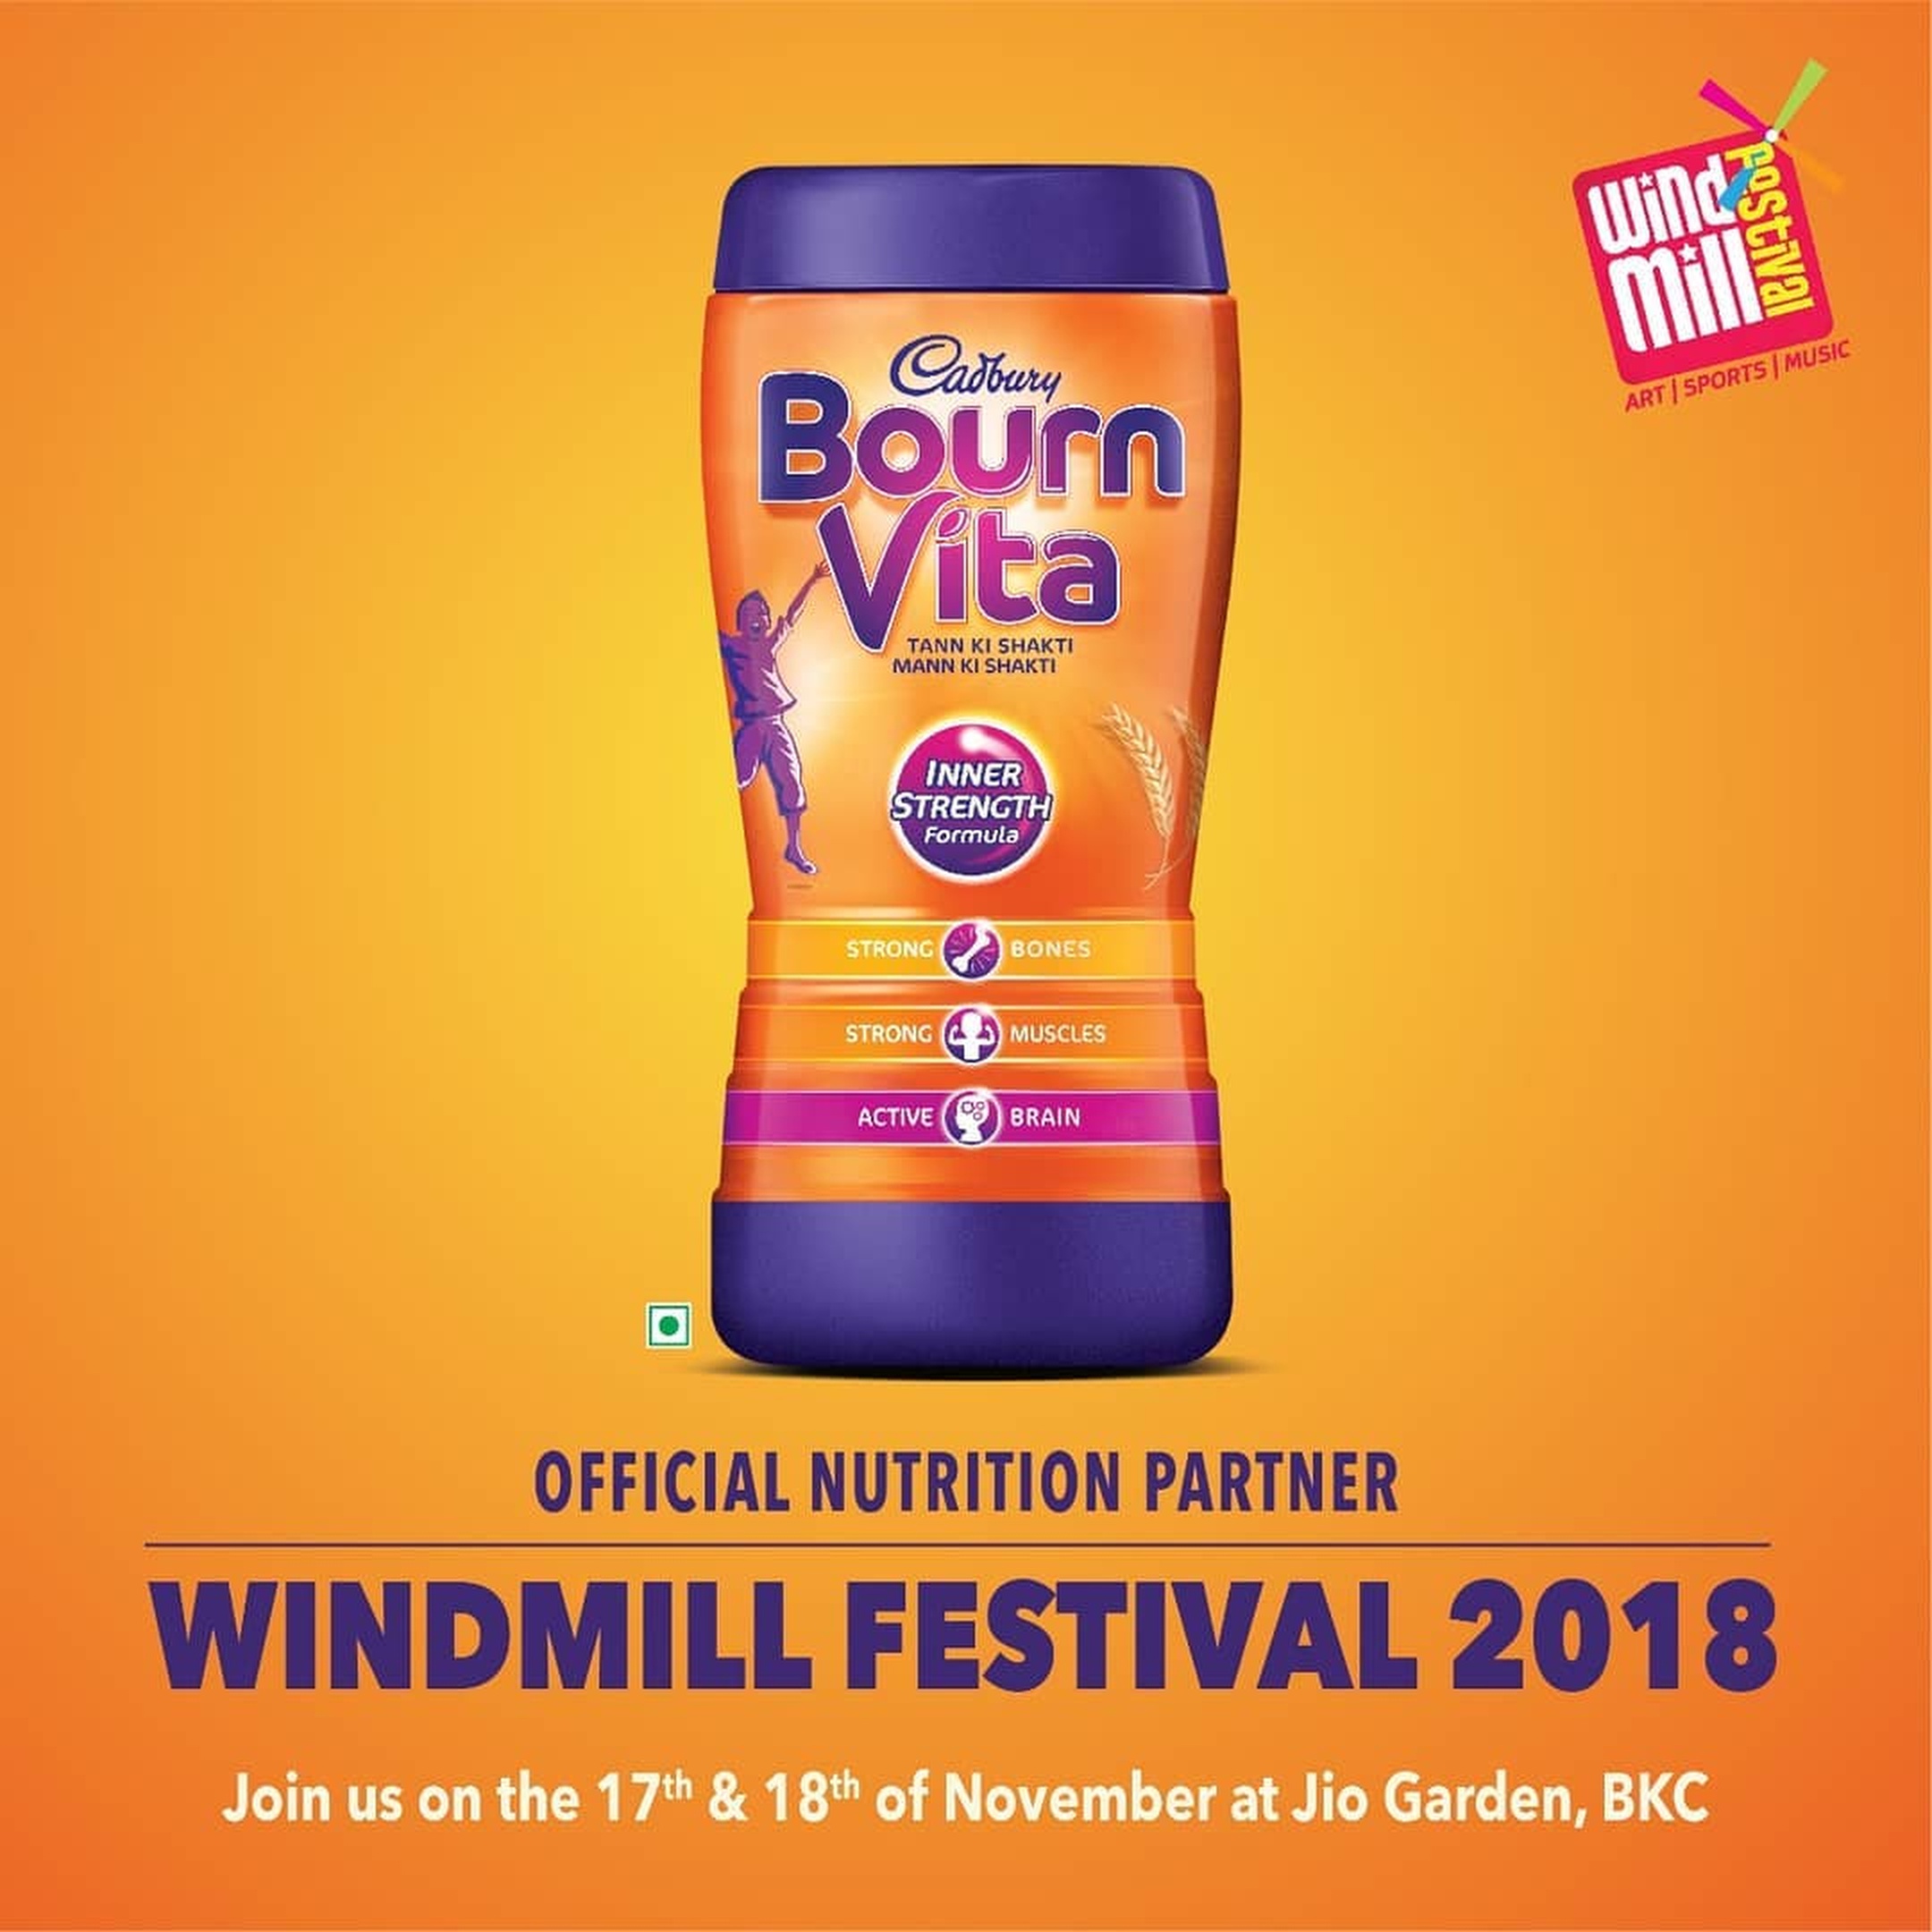 Wind
Mill
Festival
ART | SPORTS | MUSIC
Cadbury
Bourn
Vita
TANN KI SHAKTI
MANN KI SHAKTI
INNER
STRENGTH
Formula
STRONG BONES
STRONG MUSCLES
ACTIVE BRAIN
OFFICIAL NUTRITION PARTNER
WINDMILL FESTIVAL 2018
Join us on the 17th & 18th of November at Jio Garden, BKC